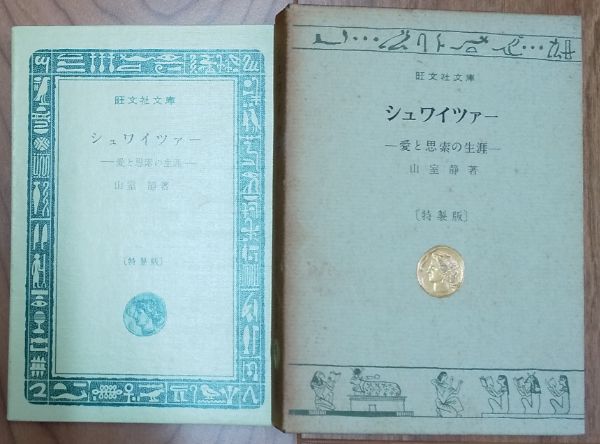 旺文社文庫
シュワイツァー
―愛と思索の生涯―
山室 静 著
〔特製版〕
旺文社文庫
シュワイツァー
―愛と思索の生涯―
山室 静 著
〔特製版〕